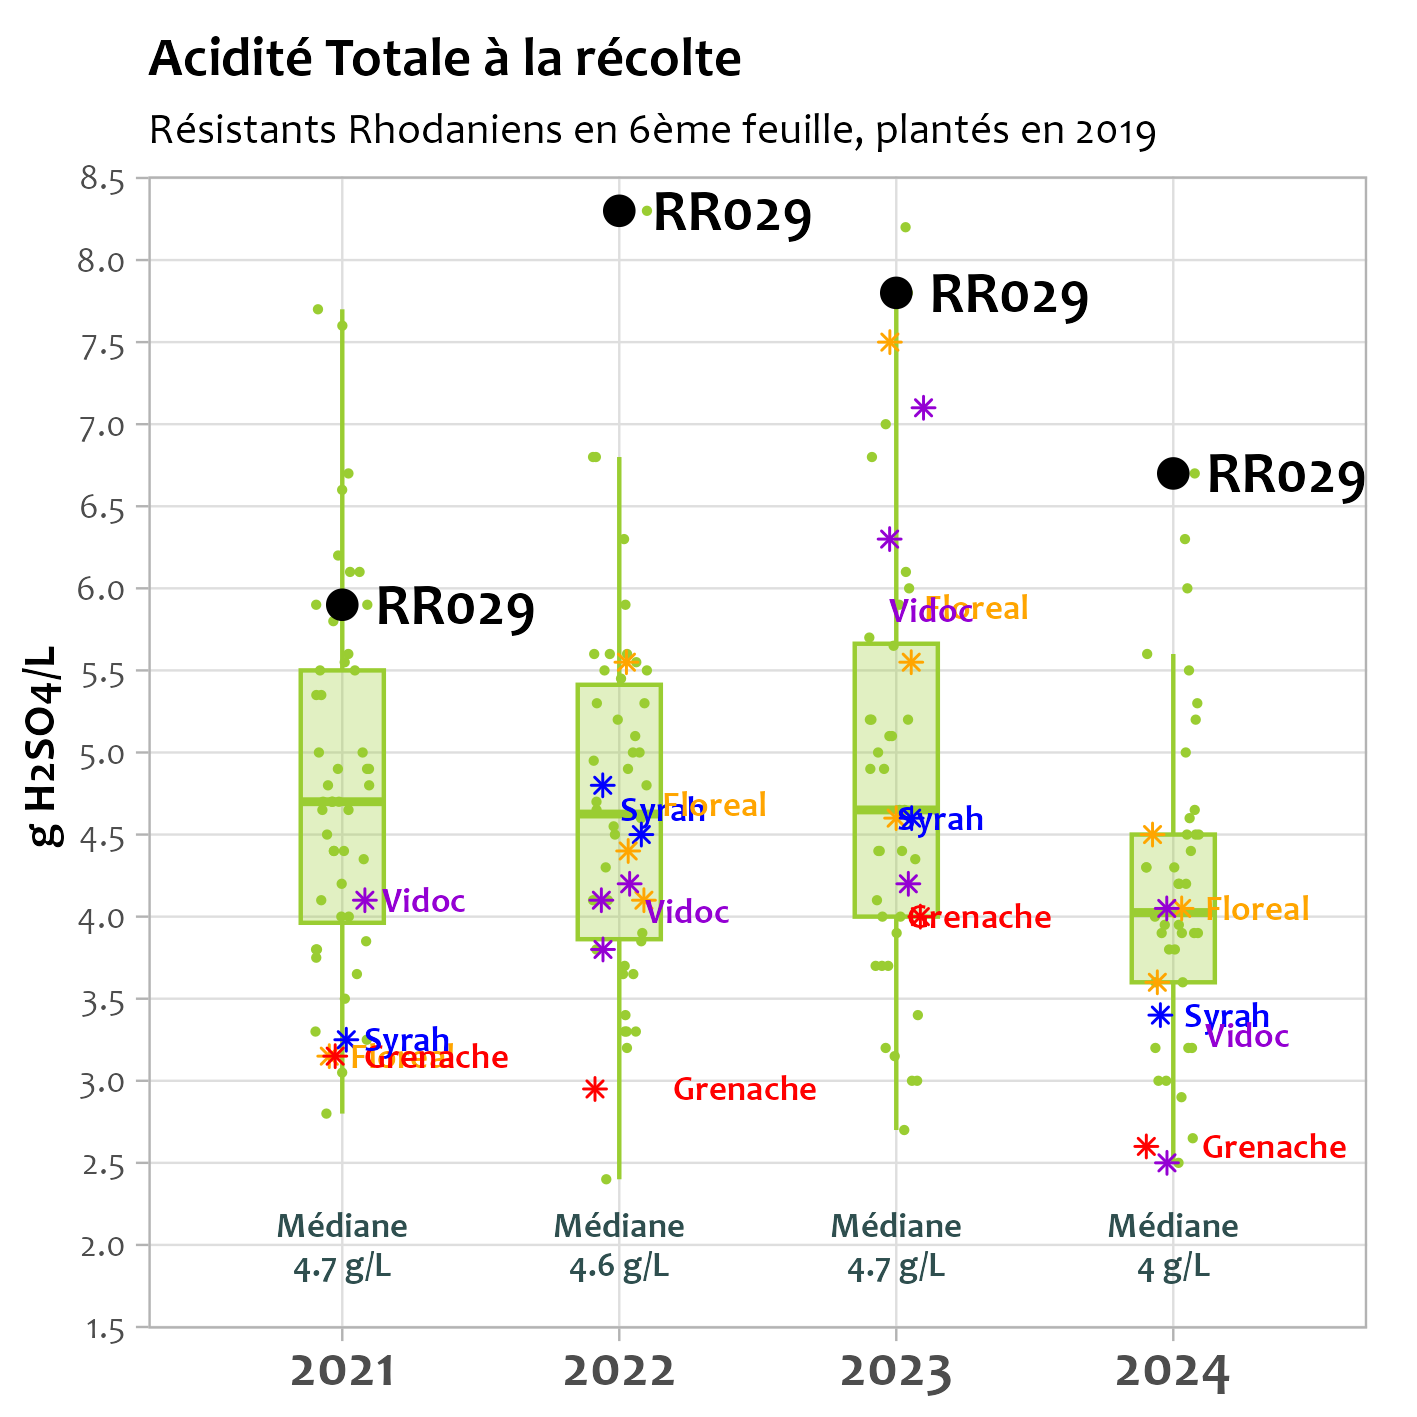 Acidité Totale à la récolte
Résistants Rhodaniens en 6ème feuille, plantés en 2019
g H2SO4/L
8.5
8.0
7.5
7.0
6.5
6.0
5.5
5.0
4.5
4.0
3.5
3.0
2.5
2.0
1.5
RR029
Vidoc
Syrah
Floreal
Grenache
Médiane
4.7 g/L
2021
RR029
Syrah
Floreal
Vidoc
Grenache
Médiane
4.6 g/L
2022
RR029
Vidoc
Floreal
Syrah
Grenache
Médiane
4.7 g/L
2023
RR029
Floreal
Syrah
Vidoc
Grenache
Médiane
4 g/L
2024